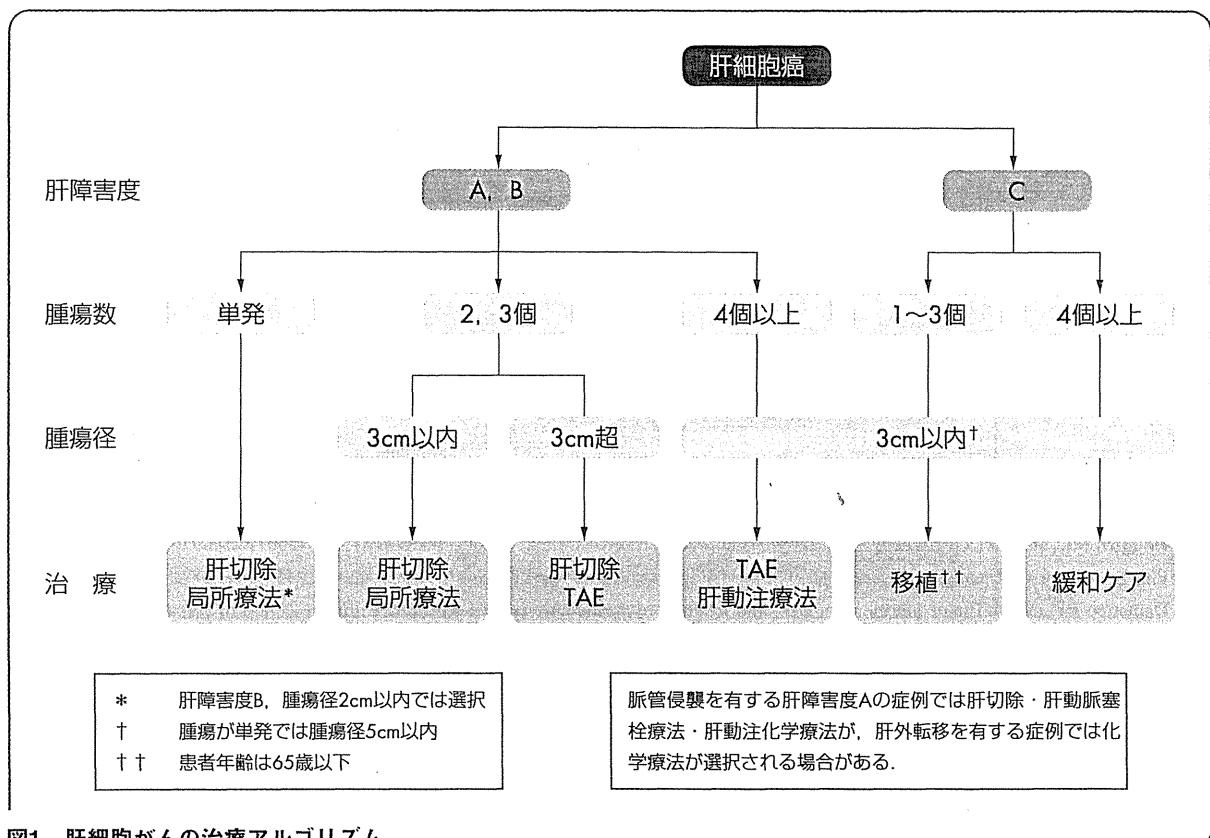 肝細胞癌
肝障害度
A, B
C
腫瘍数
単発
2, 3個
4個以上
1～3個
4個以上
腫瘍径
3cm以内
3cm超
3cm以内†
治 療
肝切除
局所療法*
肝切除
局所療法
肝切除
TAE
TAE
肝動注療法
移植††
緩和ケア
* 肝障害度B，腫瘍径2cm以内では選択
† 腫瘍が単発では腫瘍径5cm以内
†† 患者年齢は65歳以下
脈管侵襲を有する肝障害度Aの症例では肝切除・肝動脈塞
栓療法・肝動注化学療法が，肝外転移を有する症例では化
学療法が選択される場合がある．
図1 肝細胞がんの治療アルゴリズム